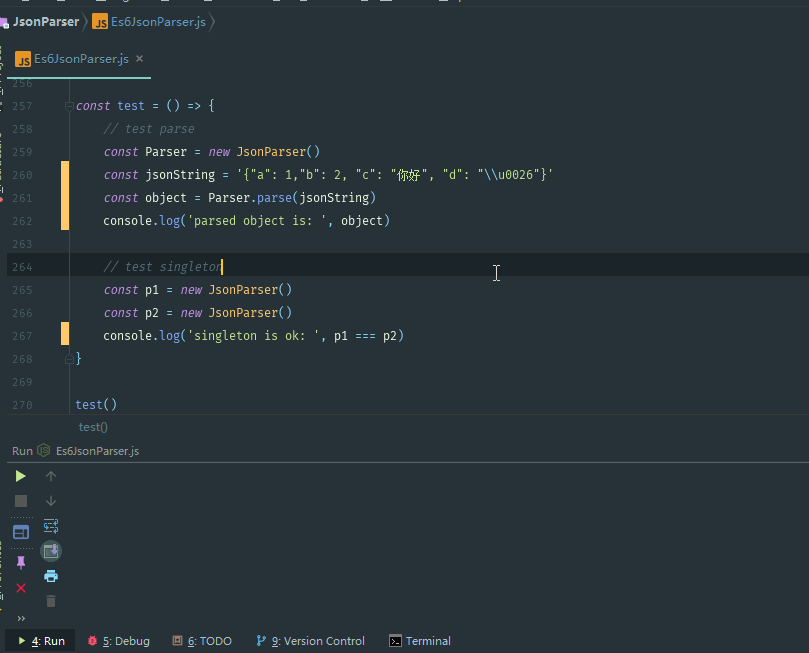 JsonParser Es6JsonParser.js
Es6JsonParser.js ×
256
257 const test = () => {
258 // test parse
259 const Parser = new JsonParser()
260 const jsonString = '{"a": 1,"b": 2, "c": "你好", "d": "\\u0026"}'
261 const object = Parser.parse(jsonString)
262 console.log('parsed object is: ', object)
263
264 // test singleton
265 const p1 = new JsonParser()
266 const p2 = new JsonParser()
267 console.log('singleton is ok: ', p1 === p2)
268 }
269
270 test()
test()
Run Es6JsonParser.js
4: Run 5: Debug 6: TODO 9: Version Control Terminal